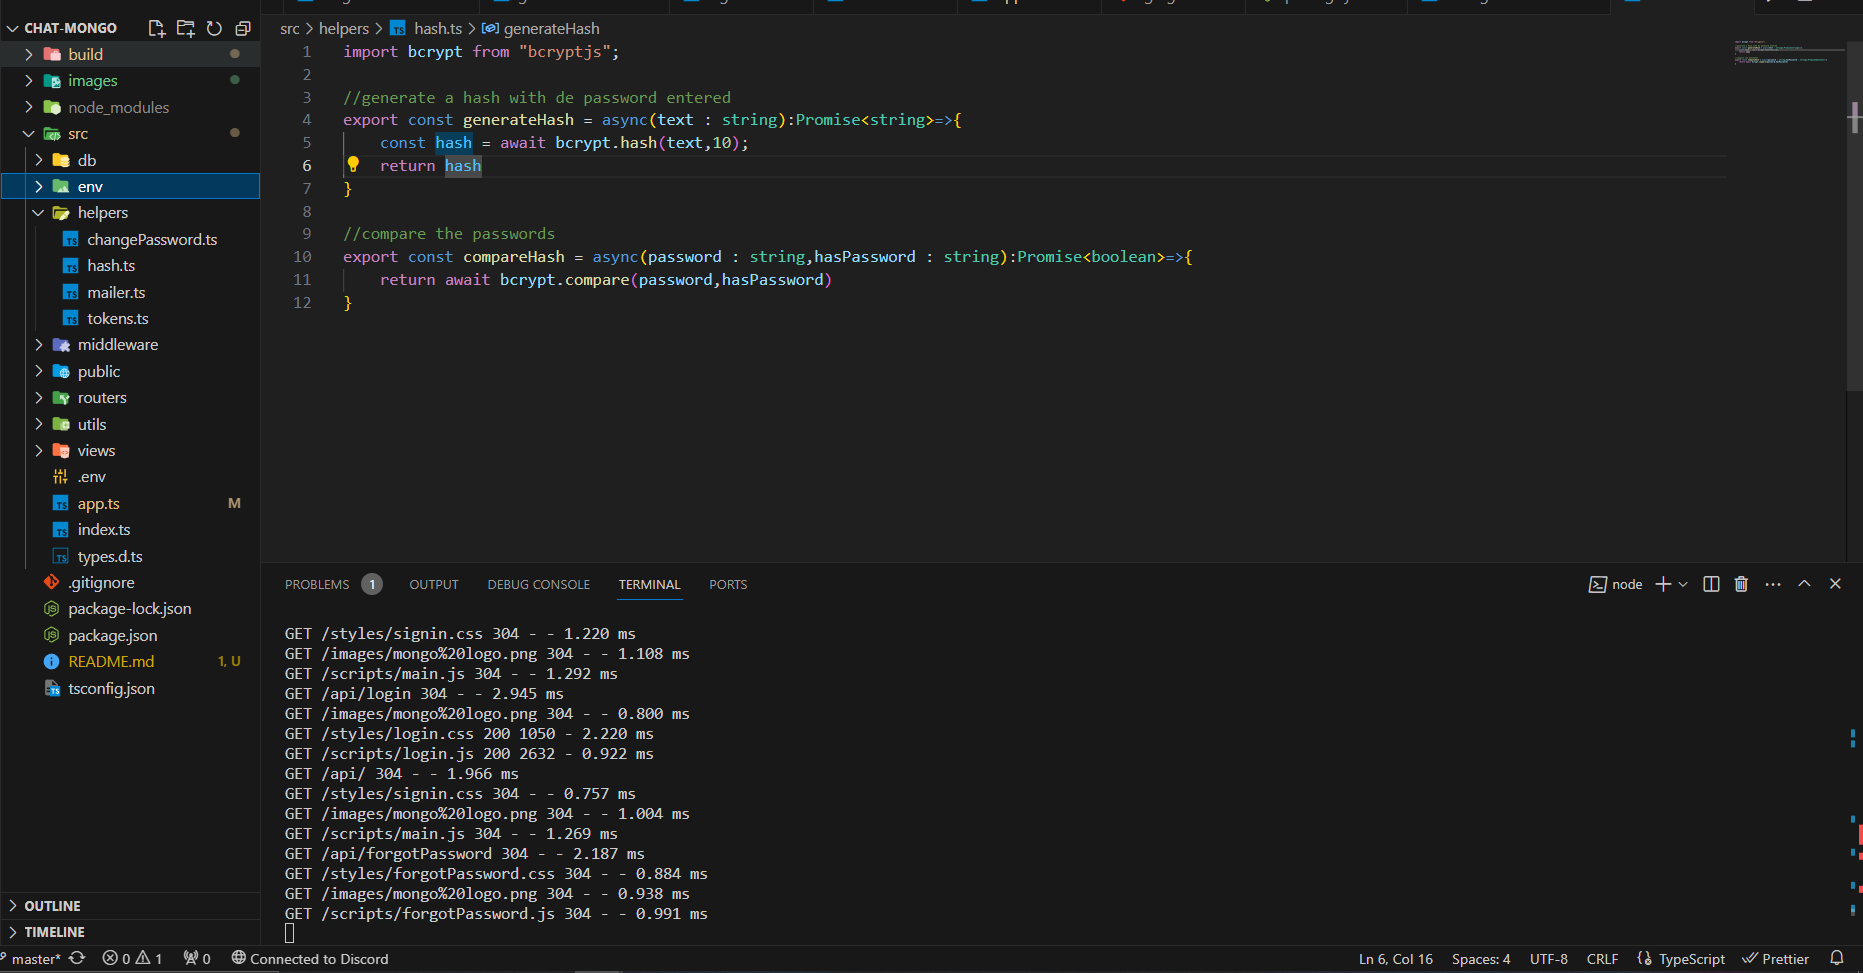 CHAT-MONGO
build
images
node_modules
src
db
env
helpers
changePassword.ts
hash.ts
mailer.ts
tokens.ts
middleware
public
routers
utils
views
.env
app.ts M
index.ts
types.d.ts
.gitignore
package-lock.json
package.json
README.md 1, U
tsconfig.json
OUTLINE
TIMELINE
src > helpers > hash.ts > generateHash
1 import bcrypt from "bcryptjs";
2
3 //generate a hash with de password entered
4 export const generateHash = async(text : string):Promise<string>=>{
5 const hash = await bcrypt.hash(text,10);
6 return hash
7 }
8
9 //compare the passwords
10 export const compareHash = async(password : string,hasPassword : string):Promise<boolean>=>{
11 return await bcrypt.compare(password,hasPassword)
12 }
PROBLEMS 1 OUTPUT DEBUG CONSOLE TERMINAL PORTS node
GET /styles/signin.css 304 - - 1.220 ms
GET /images/mongo%20logo.png 304 - - 1.108 ms
GET /scripts/main.js 304 - - 1.292 ms
GET /api/login 304 - - 2.945 ms
GET /images/mongo%20logo.png 304 - - 0.800 ms
GET /styles/login.css 200 1050 - 2.220 ms
GET /scripts/login.js 200 2632 - 0.922 ms
GET /api/ 304 - - 1.966 ms
GET /styles/signin.css 304 - - 0.757 ms
GET /images/mongo%20logo.png 304 - - 1.004 ms
GET /scripts/main.js 304 - - 1.269 ms
GET /api/forgotPassword 304 - - 2.187 ms
GET /styles/forgotPassword.css 304 - - 0.884 ms
GET /images/mongo%20logo.png 304 - - 0.938 ms
GET /scripts/forgotPassword.js 304 - - 0.991 ms
master* 0 1 0 Connected to Discord Ln 6, Col 16 Spaces: 4 UTF-8 CRLF TypeScript Prettier